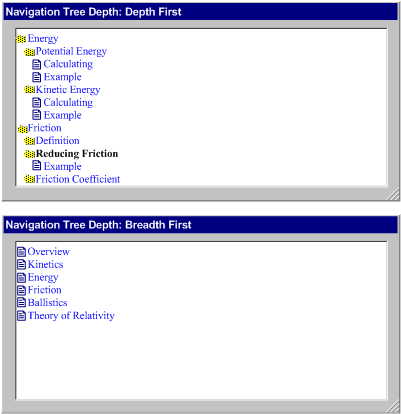 Navigation Tree Depth: Depth First
Energy
Potential Energy
Calculating
Example
Kinetic Energy
Calculating
Example
Friction
Definition
Reducing Friction
Example
Friction Coefficient
Navigation Tree Depth: Breadth First
Overview
Kinetics
Energy
Friction
Ballistics
Theory of Relativity